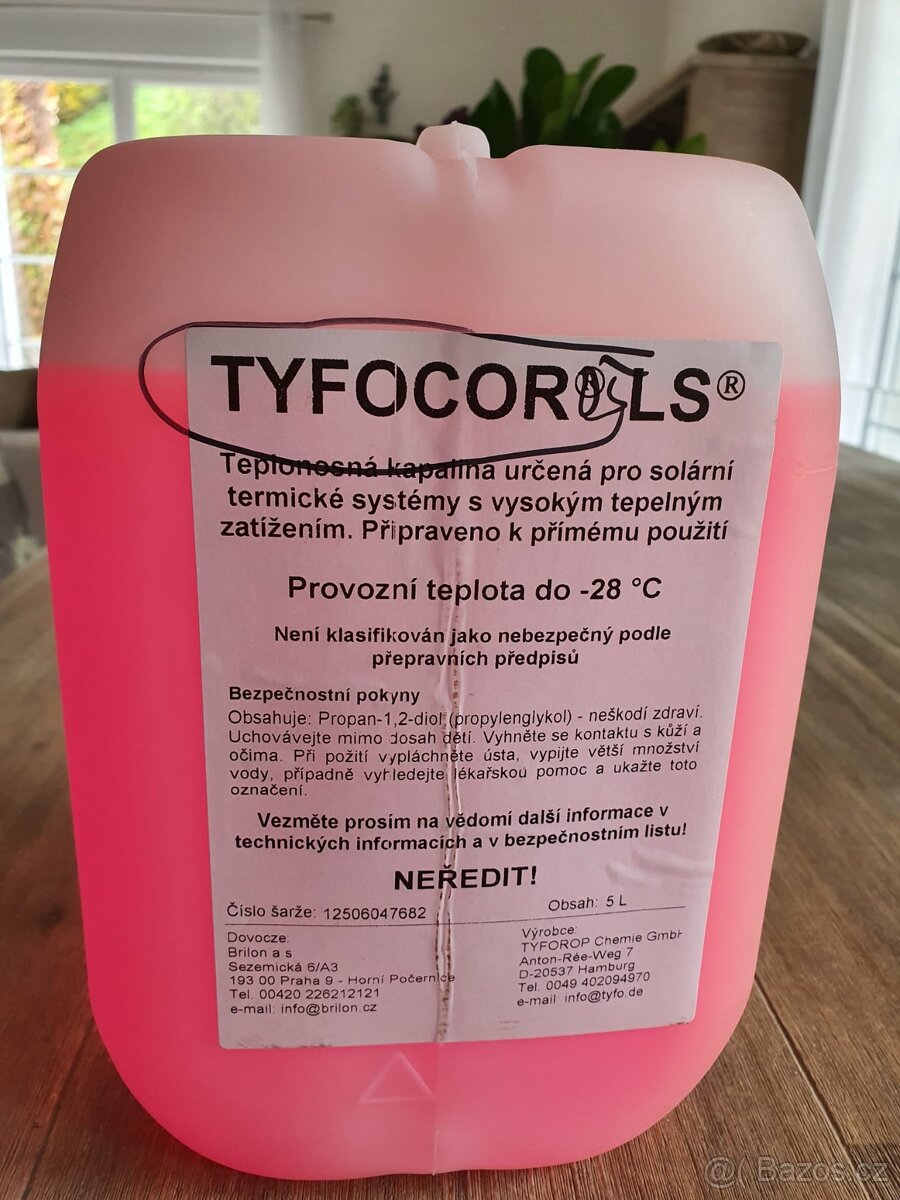 TYFOCOR® LS®
Teplonosná kapalina určená pro solární
termické systémy s vysokým tepelným
zatížením. Připraveno k přímému použití
Provozní teplota do -28 °C
Není klasifikován jako nebezpečný podle
přepravních předpisů
Bezpečnostní pokyny
Obsahuje: Propan-1,2-diol (propylenglykol) - neškodí zdraví.
Uchovávejte mimo dosah dětí. Vyhněte se kontaktu s kůží a
očima. Při požití vypláchněte ústa, vypijte větší množství
vody, případně vyhledejte lékařskou pomoc a ukažte toto
označení.
Vezměte prosím na vědomí další informace v
technických informacích a v bezpečnostním listu!
NEŘEDIT!
Číslo šarže: 12506047682
Obsah: 5 L
Dovozce:
Brilon a s
Sezemická 6/A3
193 00 Praha 9 - Horní Počernice
Tel. 00420 226212121
e-mail: info@brilon.cz
Výrobce:
TYFOROP Chemie GmbH
Anton-Rée-Weg 7
D-20537 Hamburg
Tel. 0049 402094970
e-mail: info@tyfo.de
@( Bazos.cz